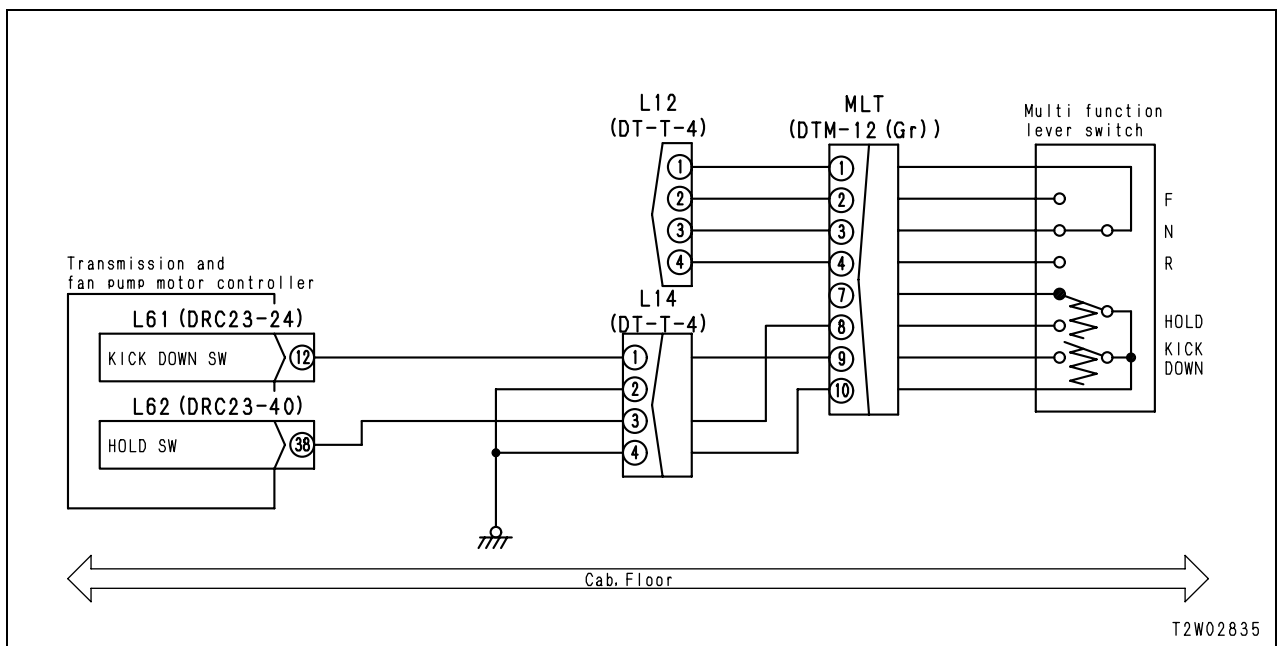 L12
(DT-T-4)
MLT
(DTM-12(Gr))
Multi function
lever switch
1
2
3
4
1
2
3
4
7
8
9
10
F
N
R
HOLD
KICK
DOWN
Transmission and
fan pump motor controller
L61(DRC23-24)
KICK DOWN SW
12
L62(DRC23-40)
HOLD SW
38
L14
(DT-T-4)
1
2
3
4
Cab. Floor
T2W02835